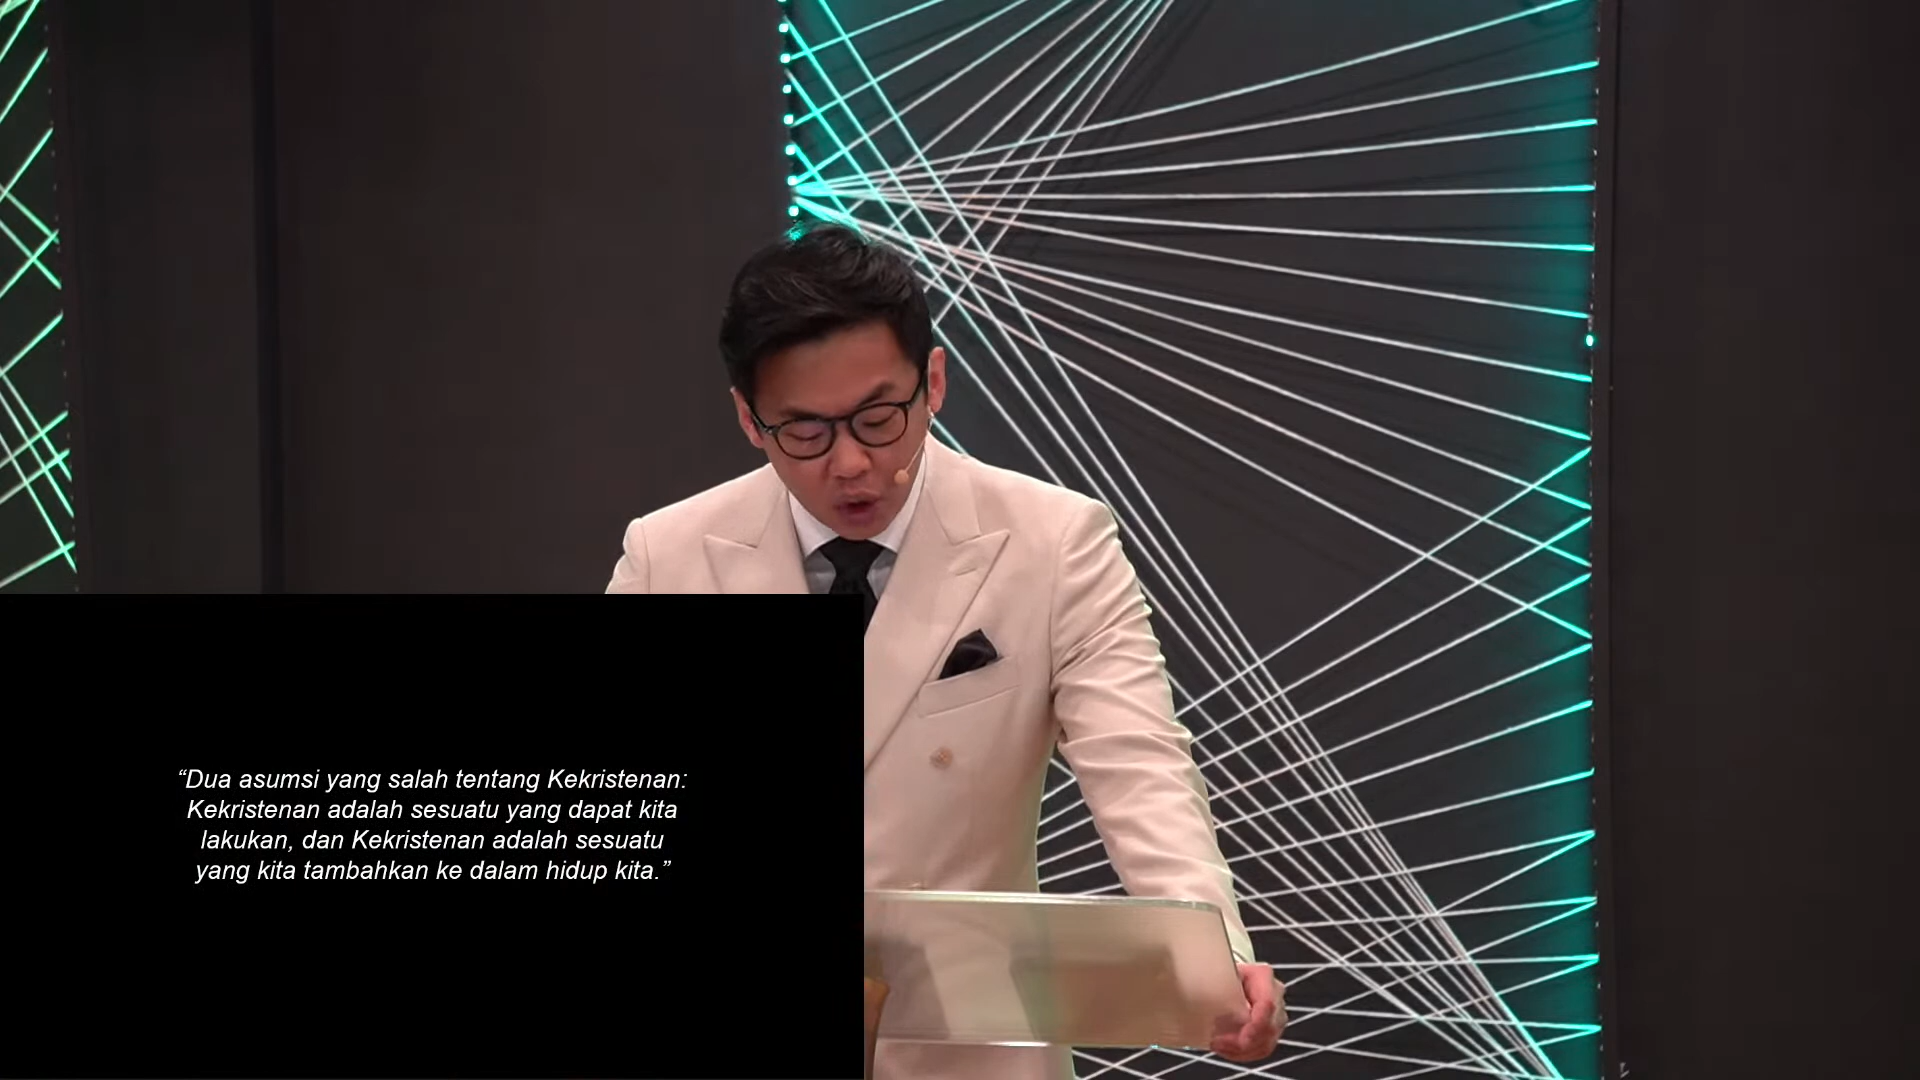 “Dua asumsi yang salah tentang Kekristenan:
Kekristenan adalah sesuatu yang dapat kita
lakukan, dan Kekristenan adalah sesuatu
yang kita tambahkan ke dalam hidup kita.”